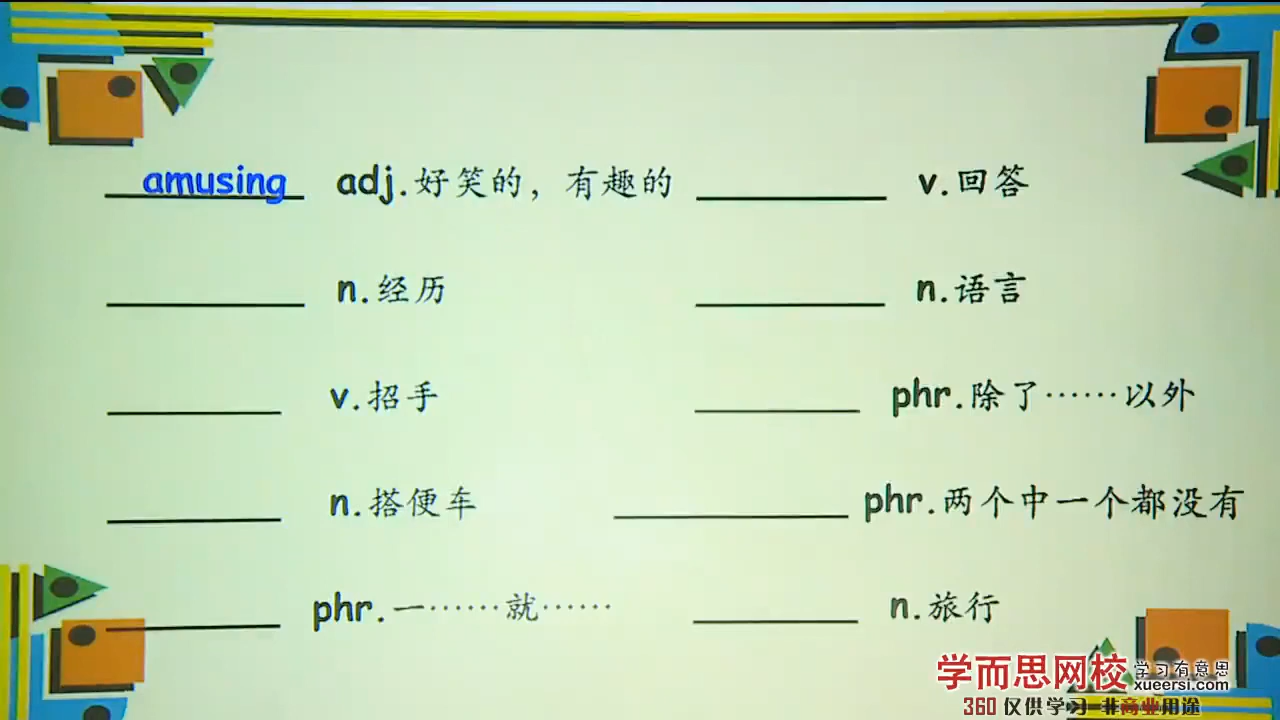 amusing adj.好笑的，有趣的 v.回答
n.经历 n.语言
v.招手 phr.除了……以外
n.搭便车 phr.两个中一个都没有
phr.一……就…… n.旅行
学而思网校 学习有意思
xueersi.com
360 仅供学习 非商业用途